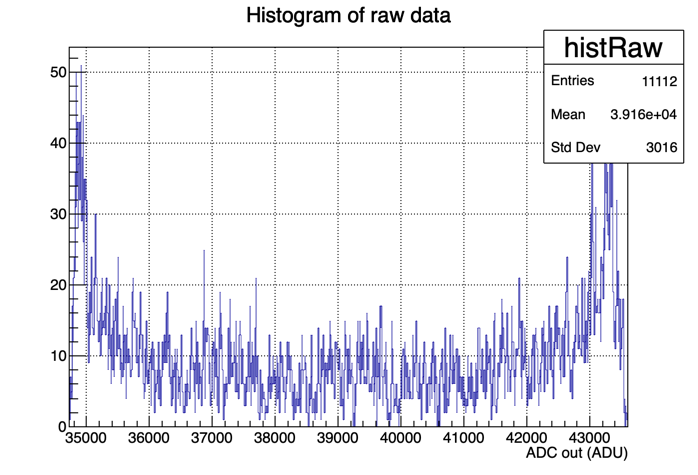 Histogram of raw data
histRaw
Entries 11112
Mean 3.916e+04
Std Dev 3016
50
40
30
20
10
0
35000 36000 37000 38000 39000 40000 41000 42000 43000
ADC out (ADU)